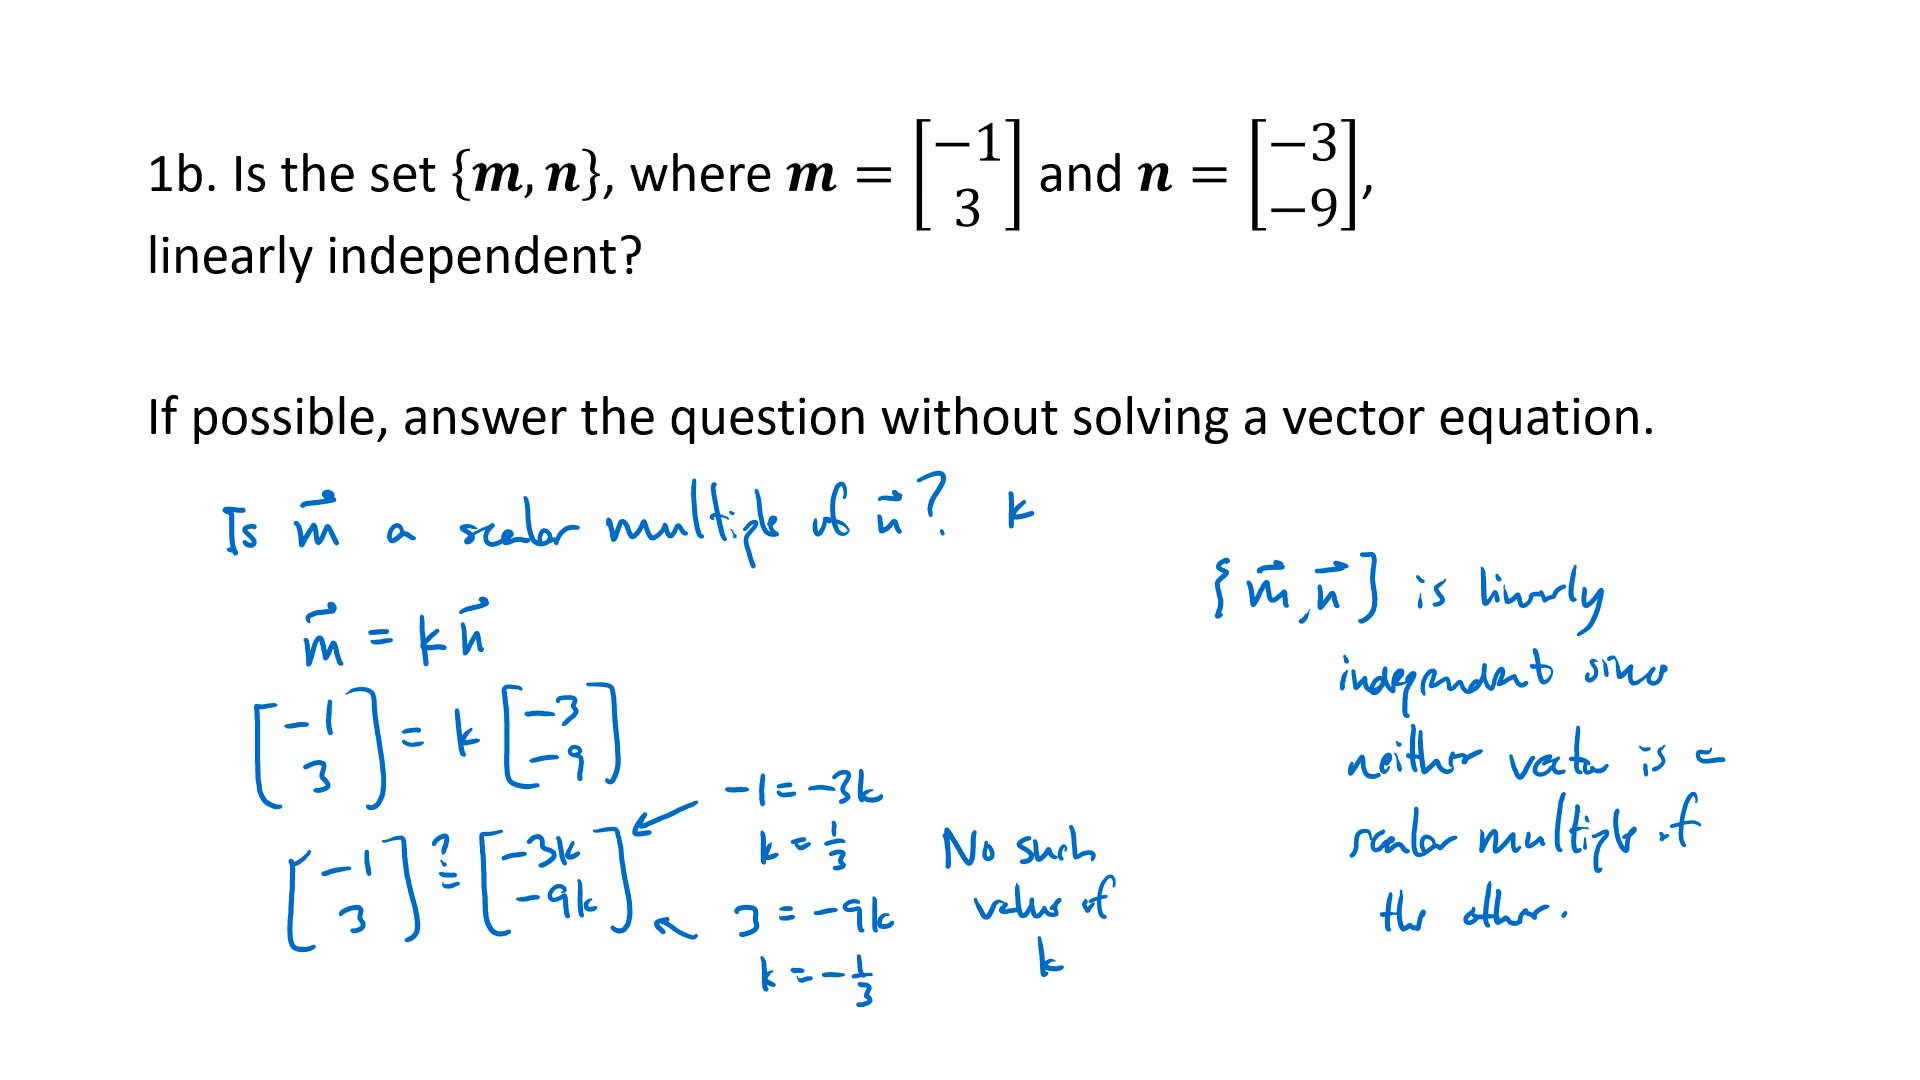 1b. Is the set {m, n}, where m = [−1 3] and n = [−3 −9],
linearly independent?
If possible, answer the question without solving a vector equation.
Is m⃗ a scalar multiple of n⃗? k
m⃗ = k n⃗
[−1 3] = k [−3 −9]
[−1 3] ?= [−3k −9k]
−1 = −3k
k = 1/3
3 = −9k
k = −1/3
No such
value of
k
{m⃗, n⃗} is linearly
independent since
neither vector is a
scalar multiple of
the other.